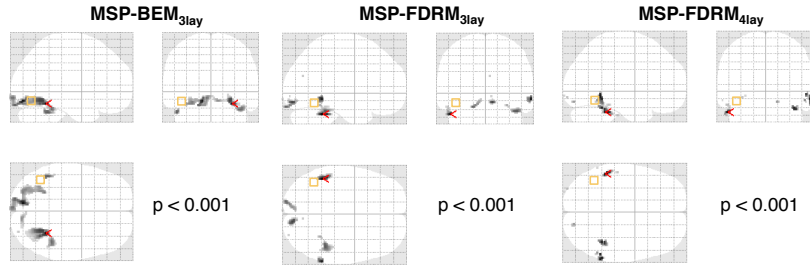 MSP-BEM3lay
MSP-FDRM3lay
MSP-FDRM4lay
p < 0.001
p < 0.001
p < 0.001